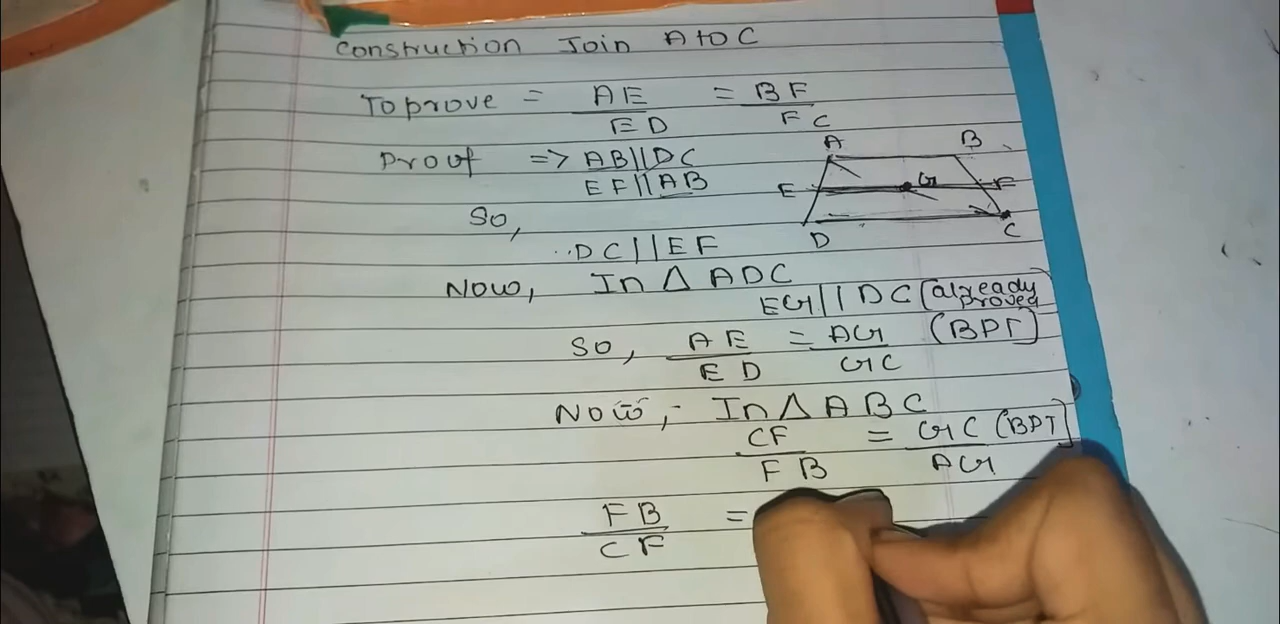 Construction Join A to C
To prove = AE/ED = BF/FC
Proof => AB||DC
EF||AB
So,
DC||EF
Now, In Δ ADC
EG||DC (already proved)
So, AE/ED = AG/GC (BPT)
Now, In Δ ABC
CF/FB = GC/AG (BPT)
FB/CF =
A B
E G F
D C